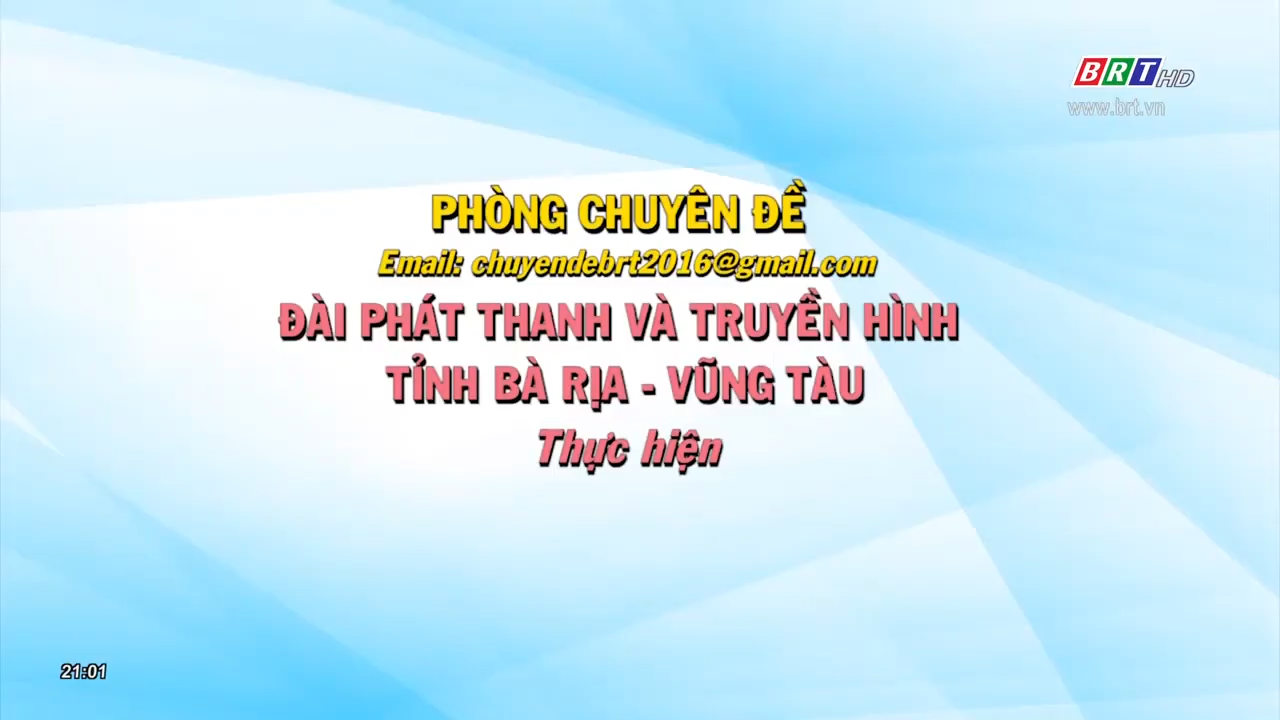 BRT HD
www.brt.vn
PHÒNG CHUYÊN ĐỀ
Email: chuyendebrt2016@gmail.com
ĐÀI PHÁT THANH VÀ TRUYỀN HÌNH
TỈNH BÀ RỊA - VŨNG TÀU
Thực hiện
21:01